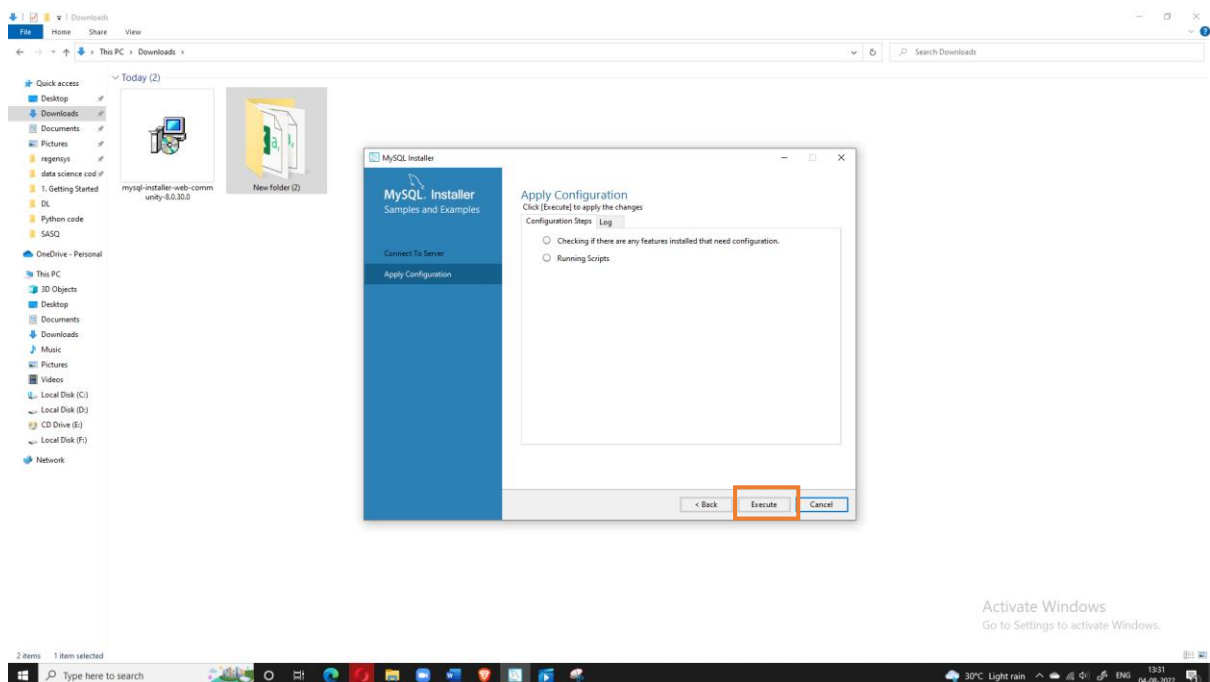 Downloads
File Home Share View
This PC > Downloads >
Search Downloads
Quick access
Desktop
Downloads
Documents
Pictures
regensys
data science cod
1. Getting Started
DL
Python code
SASQ
OneDrive - Personal
This PC
3D Objects
Desktop
Documents
Downloads
Music
Pictures
Videos
Local Disk (C:)
Local Disk (D:)
CD Drive (E:)
Local Disk (F:)
Network
Today (2)
mysql-installer-web-comm
unity-8.0.30.0
New folder (2)
a,
MySQL Installer
MySQL. Installer
Samples and Examples
Connect To Server
Apply Configuration
Apply Configuration
Click [Execute] to apply the changes
Configuration Steps Log
Checking if there are any features installed that need configuration.
Running Scripts
< Back Execute Cancel
Activate Windows
Go to Settings to activate Windows.
2 items 1 item selected
Type here to search
30°C Light rain ENG
13:31
04-08-2022